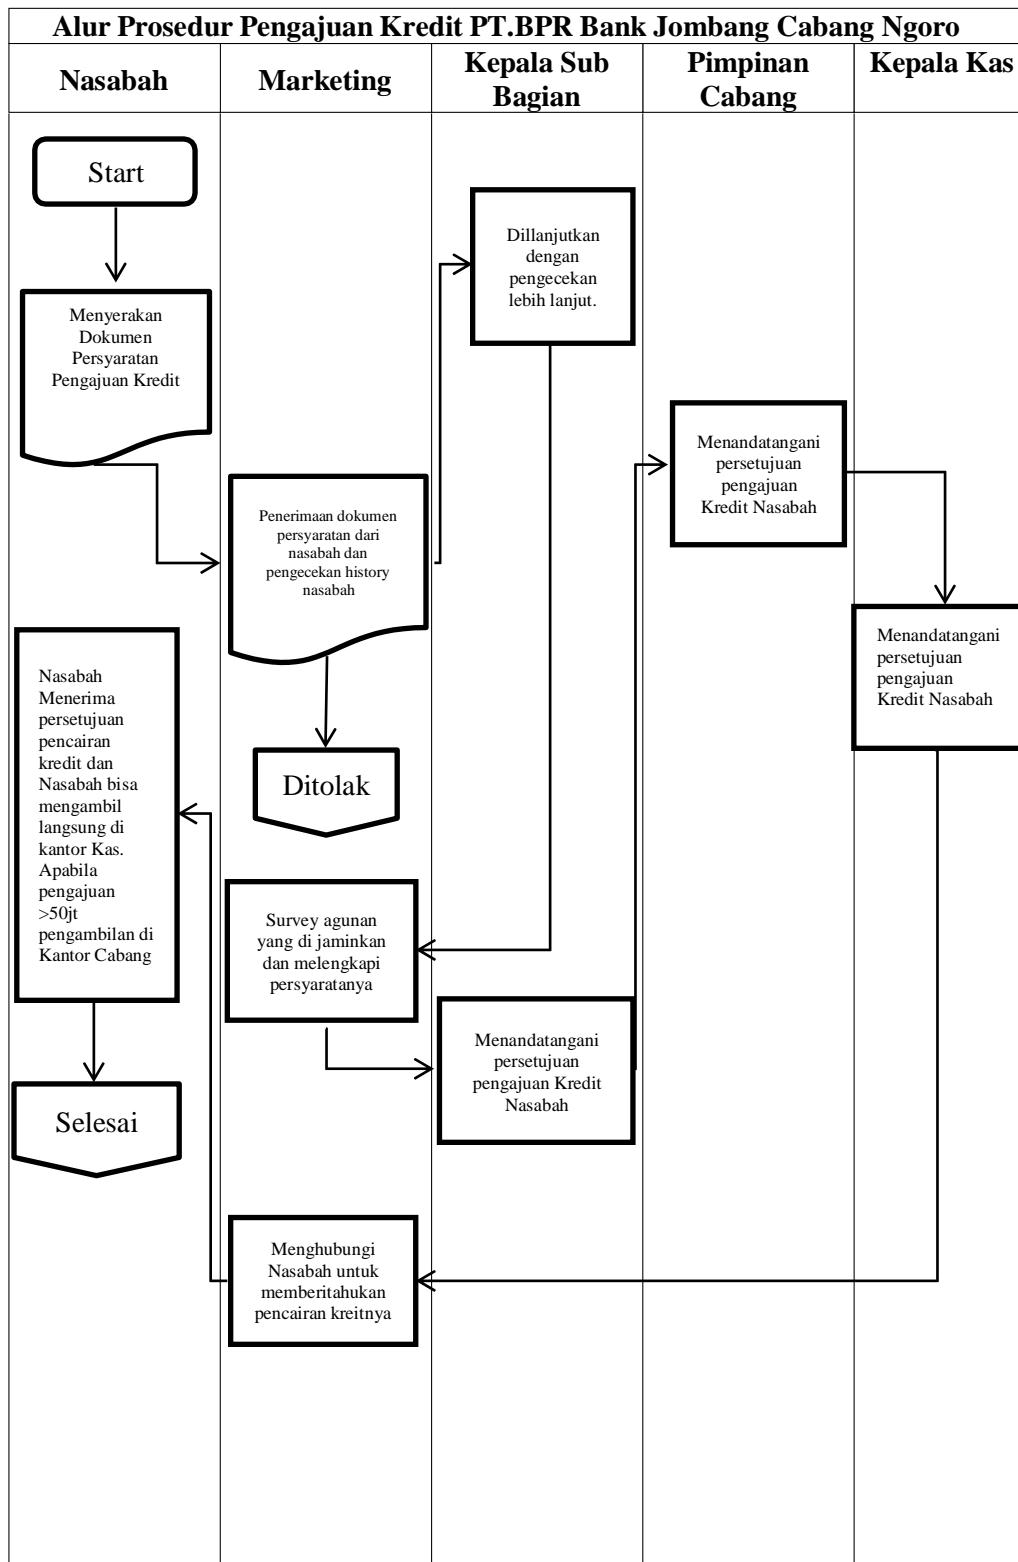 Alur Prosedur Pengajuan Kredit PT.BPR Bank Jombang Cabang Ngoro
Nasabah
Marketing
Kepala Sub
Bagian
Pimpinan
Cabang
Kepala Kas
Start
Menyerakan
Dokumen
Persyaratan
Pengajuan Kredit
Penerimaan dokumen
persyaratan dari
nasabah dan
pengecekan history
nasabah
Ditolak
Dillanjutkan
dengan
pengecekan
lebih lanjut.
Survey agunan
yang di jaminkan
dan melengkapi
persyaratanya
Menandatangani
persetujuan
pengajuan Kredit
Nasabah
Menandatangani
persetujuan
pengajuan
Kredit Nasabah
Menandatangani
persetujuan
pengajuan
Kredit Nasabah
Menghubungi
Nasabah untuk
memberitahukan
pencairan kreitnya
Nasabah
Menerima
persetujuan
pencairan
kredit dan
Nasabah bisa
mengambil
langsung di
kantor Kas.
Apabila
pengajuan
>50jt
pengambilan di
Kantor Cabang
Selesai